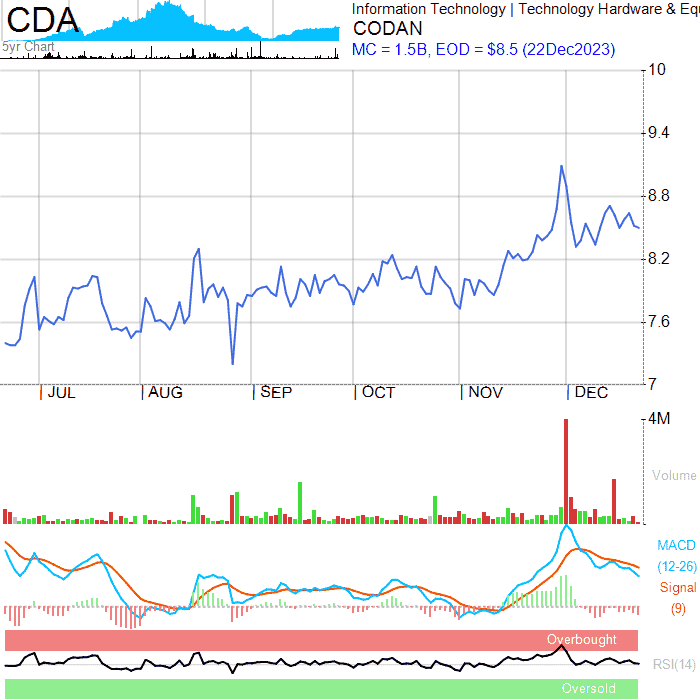 CDA
Information Technology | Technology Hardware & Equ
CODAN
5yr Chart
MC = 1.5B, EOD = $8.5 (22Dec2023)
10
9.4
8.8
8.2
7.6
7
JUL AUG SEP OCT NOV DEC
4M
Volume
MACD
(12-26)
Signal
(9)
Overbought
RSI(14)
Oversold